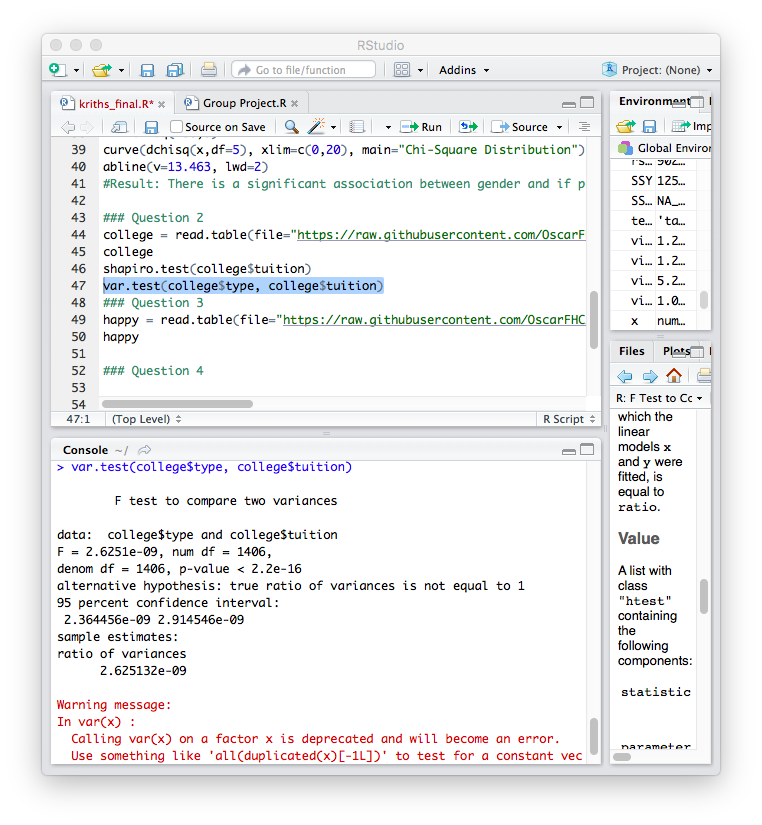 RStudio
Go to file/function
Addins
Project: (None)
kriths_final.R*
Group Project.R
Source on Save
Run
Source
39 curve(dchisq(x,df=5), xlim=c(0,20), main="Chi-Square Distribution")
40 abline(v=13.463, lwd=2)
41 #Result: There is a significant association between gender and if p
42
43 ### Question 2
44 college = read.table(file="https://raw.githubusercontent.com/OscarF
45 college
46 shapiro.test(college$tuition)
47 var.test(college$type, college$tuition)
48 ### Question 3
49 happy = read.table(file="https://raw.githubusercontent.com/OscarFHC
50 happy
51
52 ### Question 4
53
54
47:1 (Top Level) R Script
Console ~/
> var.test(college$type, college$tuition)
F test to compare two variances
data: college$type and college$tuition
F = 2.6251e-09, num df = 1406,
denom df = 1406, p-value < 2.2e-16
alternative hypothesis: true ratio of variances is not equal to 1
95 percent confidence interval:
2.364456e-09 2.914546e-09
sample estimates:
ratio of variances
2.625132e-09
Warning message:
In var(x) :
Calling var(x) on a factor x is deprecated and will become an error.
Use something like 'all(duplicated(x)[-1L])' to test for a constant vec
Environment
Imp
Global Enviror
SSY 125…
SS… NA_…
te… 'ta…
vi… 1.2…
vi… 1.2…
vi… 5.2…
vi… 1.0…
x num…
Files Plots
R: F Test to Cc
which the
linear
models x
and y were
fitted, is
equal to
ratio.
Value
A list with
class
"htest"
containing
the
following
components:
statistic
parameter